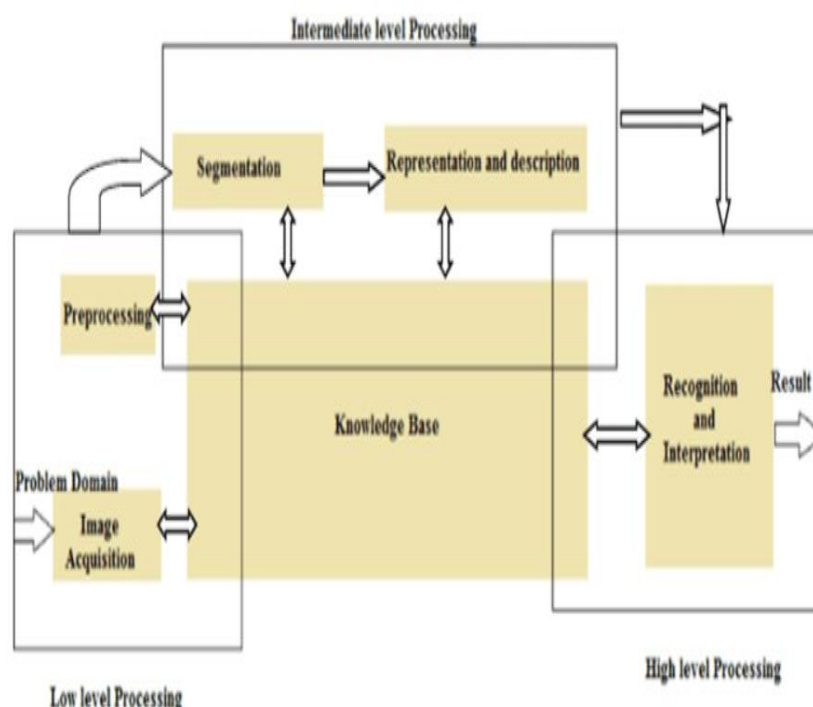 Intermediate level Processing
Segmentation
Representation and description
Preprocessing
Knowledge Base
Recognition
and
Interpretation
Result
Problem Domain
Image
Acquisition
High level Processing
Low level Processing